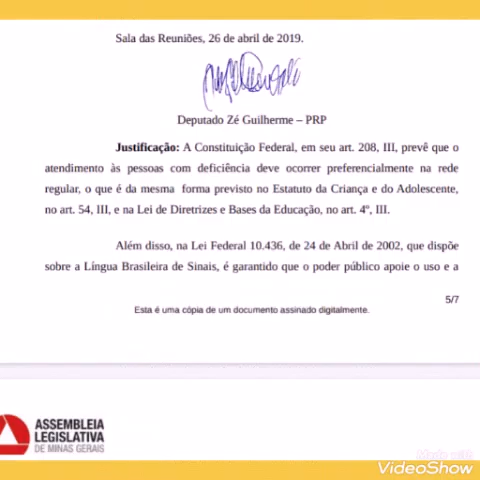 Sala das Reuniões, 26 de abril de 2019.
Deputado Zé Guilherme – PRP
Justificação: A Constituição Federal, em seu art. 208, III, prevê que o
atendimento às pessoas com deficiência deve ocorrer preferencialmente na rede
regular, o que é da mesma forma previsto no Estatuto da Criança e do Adolescente,
no art. 54, III, e na Lei de Diretrizes e Bases da Educação, no art. 4º, III.
Além disso, na Lei Federal 10.436, de 24 de Abril de 2002, que dispõe
sobre a Língua Brasileira de Sinais, é garantido que o poder público apoie o uso e a
5/7
Esta é uma cópia de um documento assinado digitalmente.
ASSEMBLEIA
LEGISLATIVA
DE MINAS GERAIS
Made with
VideoShow